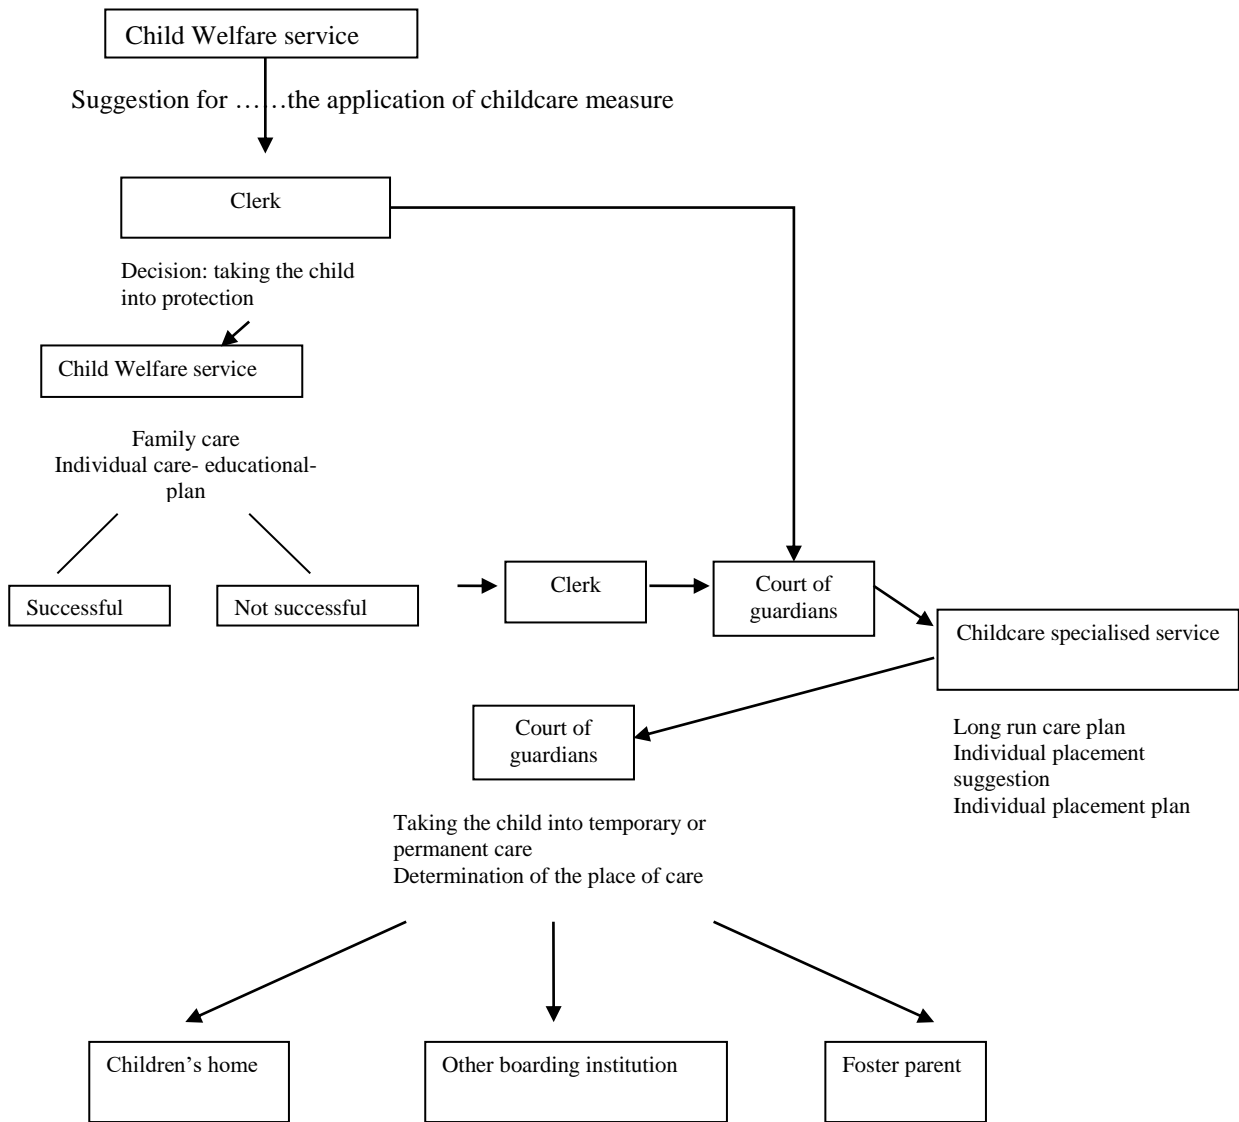 Child Welfare service
Suggestion for ……the application of childcare measure
Clerk
Decision: taking the child
into protection
Child Welfare service
Family care
Individual care- educational-
plan
Successful
Not successful
Clerk
Court of
guardians
Childcare specialised service
Long run care plan
Individual placement
suggestion
Individual placement plan
Court of
guardians
Taking the child into temporary or
permanent care
Determination of the place of care
Children’s home
Other boarding institution
Foster parent